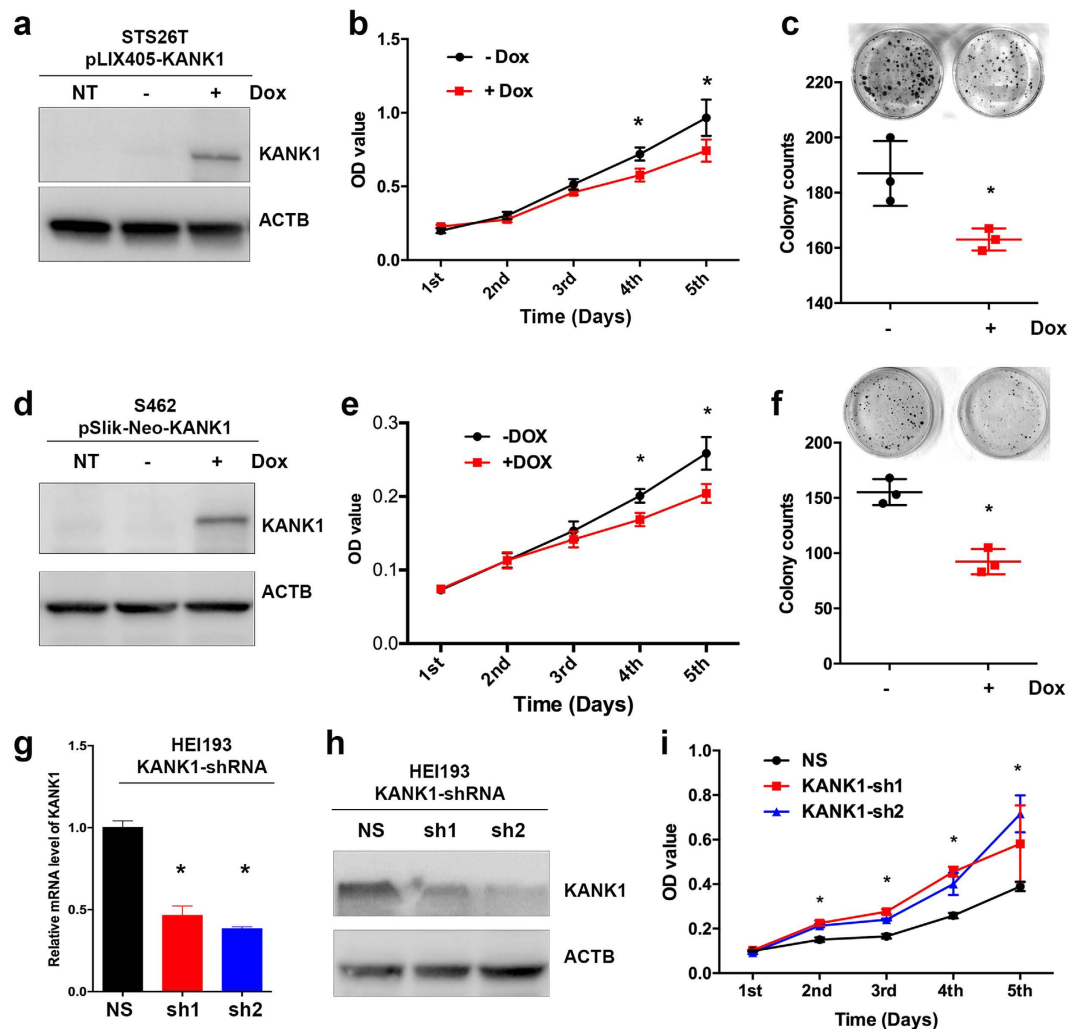 a
STS26T
pLIX405-KANK1
NT - + Dox
KANK1
ACTB
b
1.5
1.0
0.5
0.0
OD value
- Dox
+ Dox
*
*
1st 2nd 3rd 4th 5th
Time (Days)
c
220
200
180
160
140
Colony counts
*
- + Dox
d
S462
pSlik-Neo-KANK1
NT - + Dox
KANK1
ACTB
e
0.3
0.2
0.1
0.0
OD value
-DOX
+DOX
*
*
1st 2nd 3rd 4th 5th
Time (Days)
f
200
150
100
50
0
Colony counts
*
- + Dox
g
HEI193
KANK1-shRNA
1.5
1.0
0.5
0.0
Relative mRNA level of KANK1
* *
NS sh1 sh2
h
HEI193
KANK1-shRNA
NS sh1 sh2
KANK1
ACTB
i
1.0
0.8
0.6
0.4
0.2
0.0
OD value
NS
KANK1-sh1
KANK1-sh2
*
*
*
*
1st 2nd 3rd 4th 5th
Time (Days)